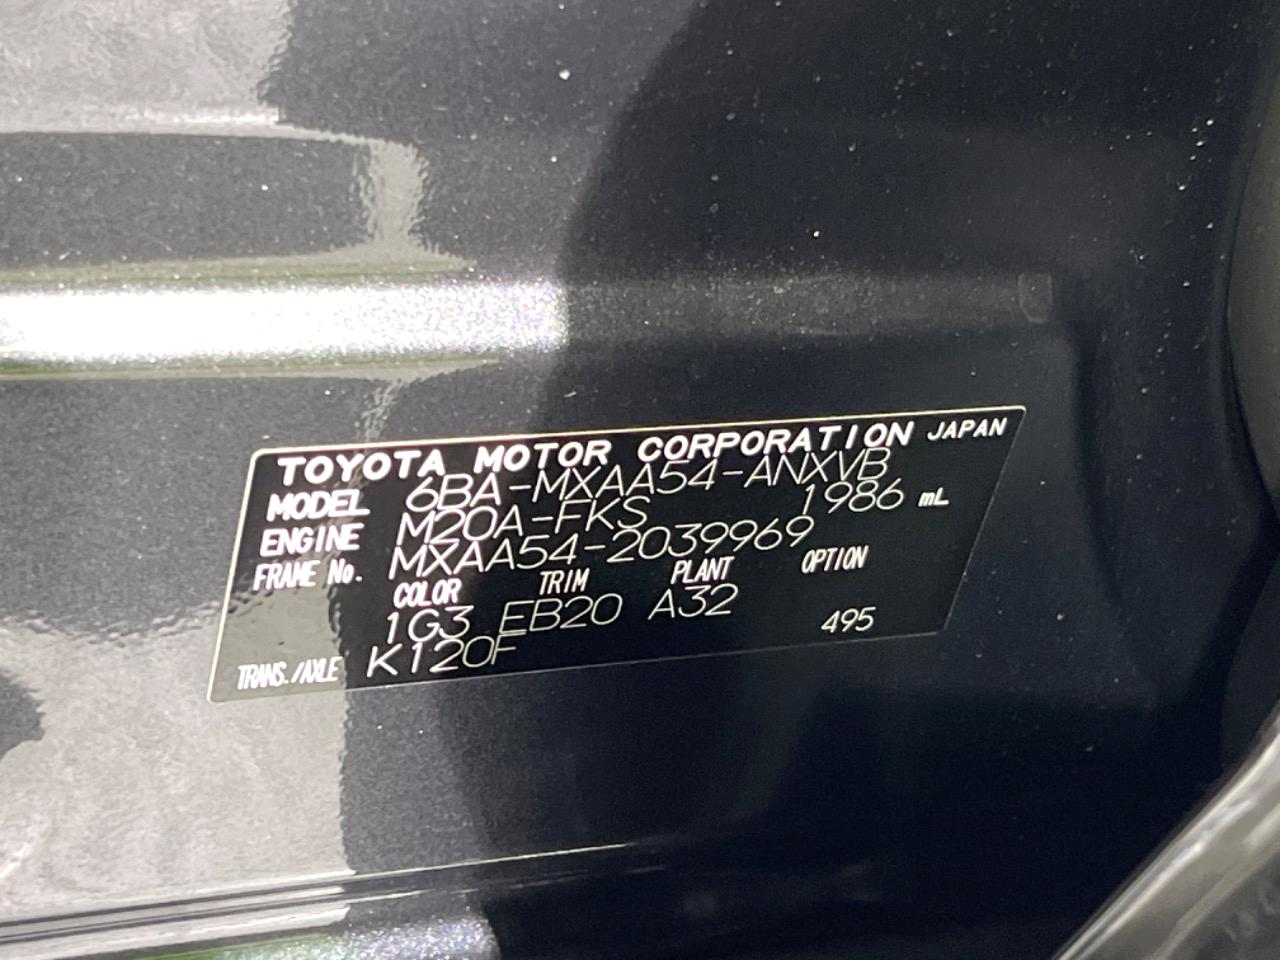 TOYOTA MOTOR CORPORATION JAPAN
MODEL 6BA-MXAA54-ANXVB
ENGINE M20A-FKS 1986 mL
FRAME No. MXAA54-2039969
COLOR TRIM PLANT OPTION
1G3 EB20 A32
TRANS./AXLE K120F 495